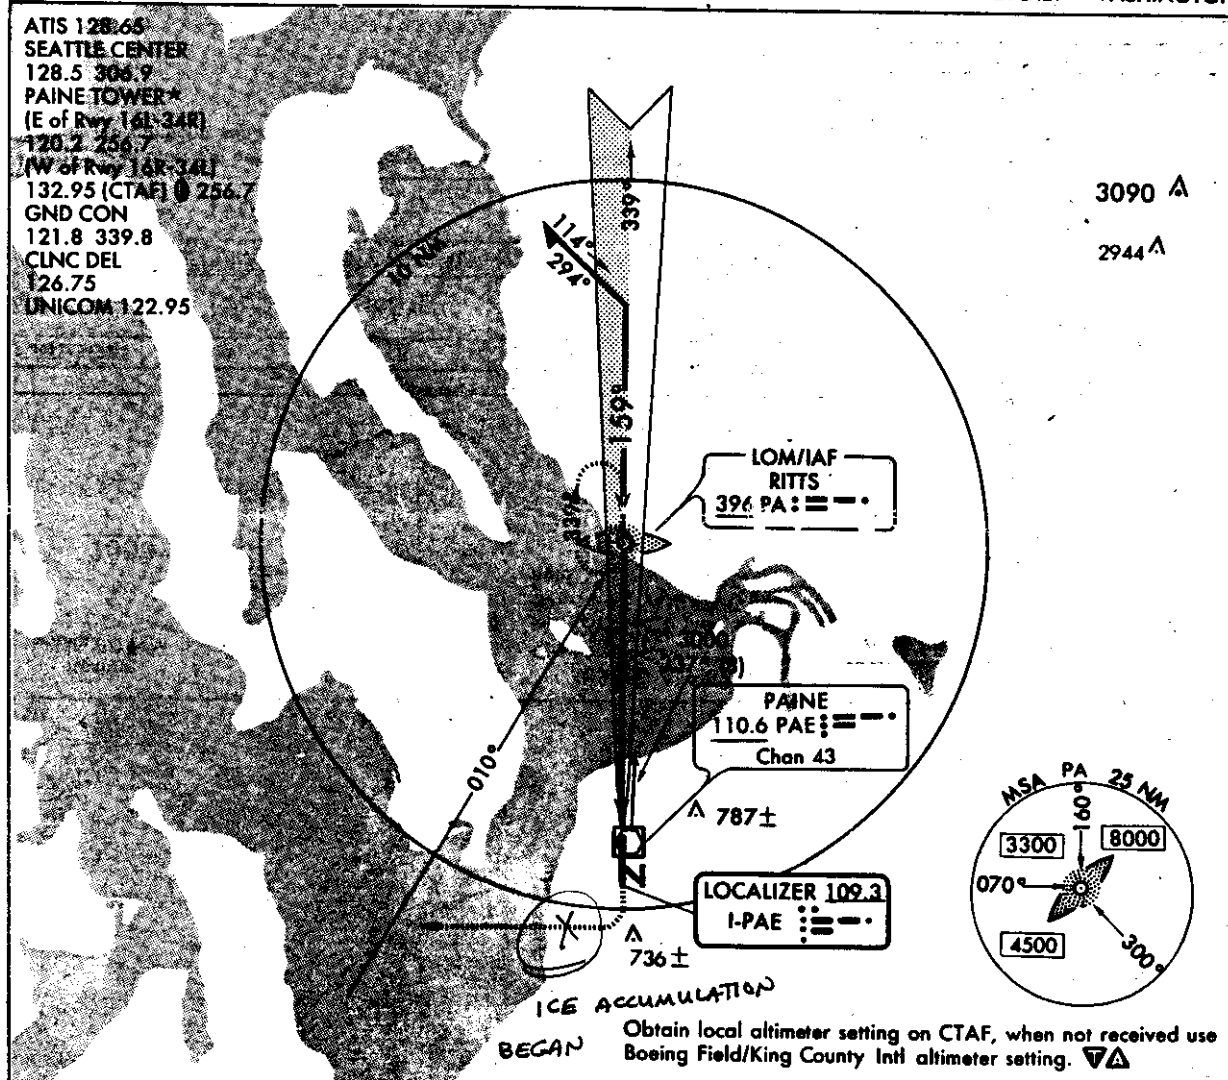 ATIS 128.65
SEATTLE CENTER
128.5 306.9
PAINE TOWER*
(E of Rwy 16L-34R)
120.2 256.7
(W of Rwy 16R-34L)
132.95 (CTAF) 256.7
GND CON
121.8 339.8
CLNC DEL
126.75
UNICOM 122.95
3090
2944
10 NM
339°
114°
294°
159°
339°
LOM/IAF
RITTS
396 PA
010°
PAINE
110.6 PAE
Chan 43
787±
LOCALIZER 109.3
I-PAE
736±
X
ICE ACCUMULATION
BEGAN
MSA PA 25 NM
160°
3300
8000
070°
4500
300°
Obtain local altimeter setting on CTAF, when not received use
Boeing Field/King County Intl altimeter setting.